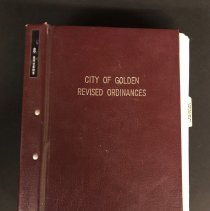 CITY OF GOLDEN
REVISED ORDINANCES